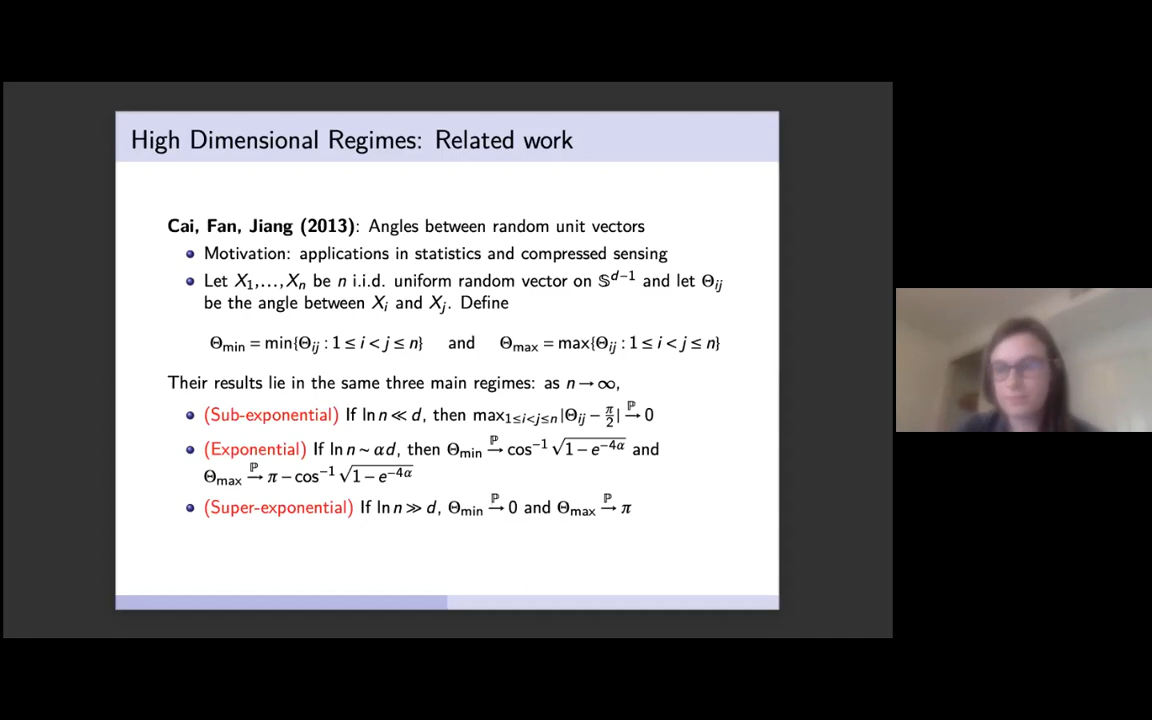 High Dimensional Regimes: Related work
Cai, Fan, Jiang (2013): Angles between random unit vectors
Motivation: applications in statistics and compressed sensing
Let X₁,…,Xₙ be n i.i.d. uniform random vector on 𝕊ᵈ⁻¹ and let Θᵢⱼ
be the angle between Xᵢ and Xⱼ. Define
Θmin = min{Θᵢⱼ : 1 ≤ i < j ≤ n} and Θmax = max{Θᵢⱼ : 1 ≤ i < j ≤ n}
Their results lie in the same three main regimes: as n → ∞,
(Sub-exponential) If ln n ≪ d, then max_{1≤i<j≤n} |Θᵢⱼ − π/2| →ℙ 0
(Exponential) If ln n ~ αd, then Θmin →ℙ cos⁻¹ √(1 − e^{−4α}) and
Θmax →ℙ π − cos⁻¹ √(1 − e^{−4α})
(Super-exponential) If ln n ≫ d, Θmin →ℙ 0 and Θmax →ℙ π